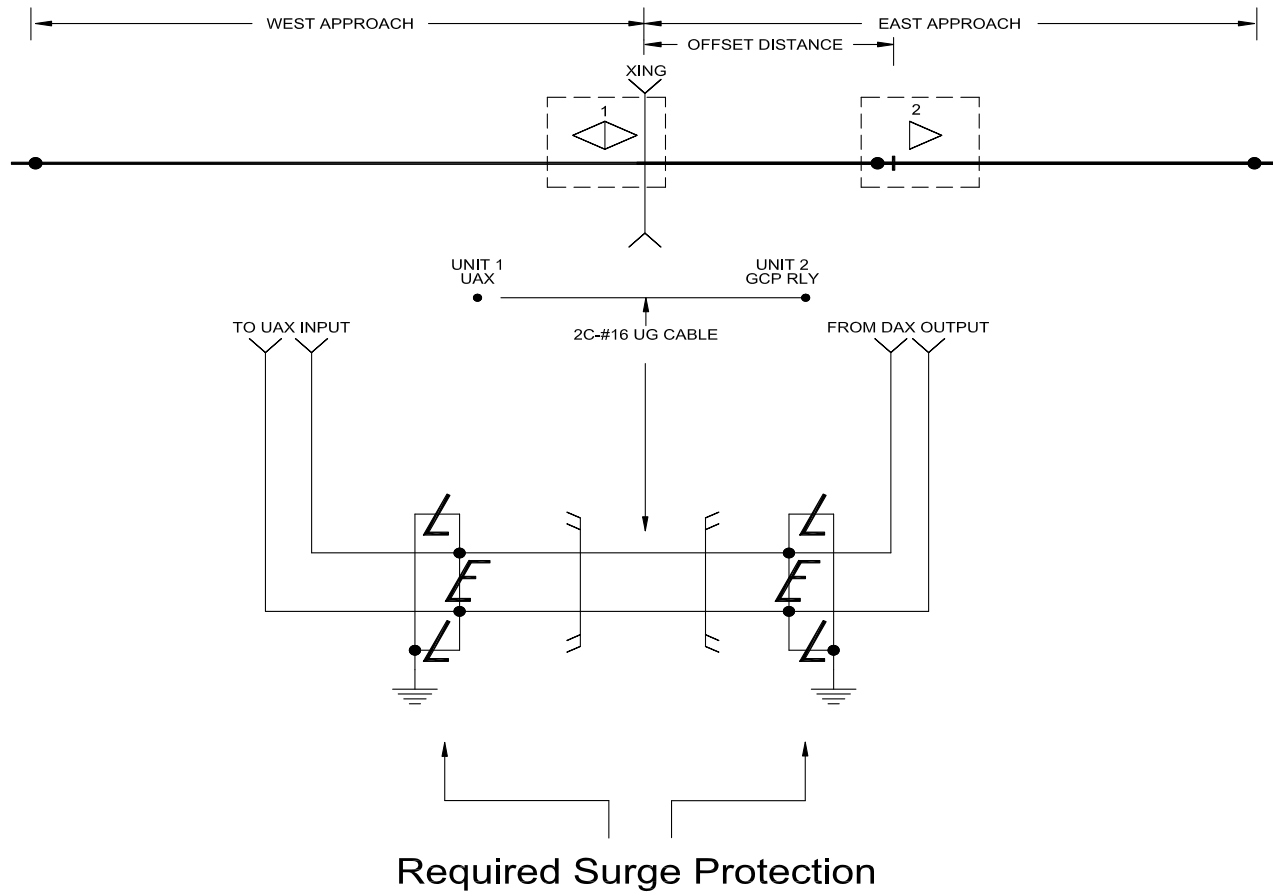 WEST APPROACH
EAST APPROACH
OFFSET DISTANCE
XING
1
2
UNIT 1
UAX
UNIT 2
GCP RLY
TO UAX INPUT
2C-#16 UG CABLE
FROM DAX OUTPUT
Required Surge Protection